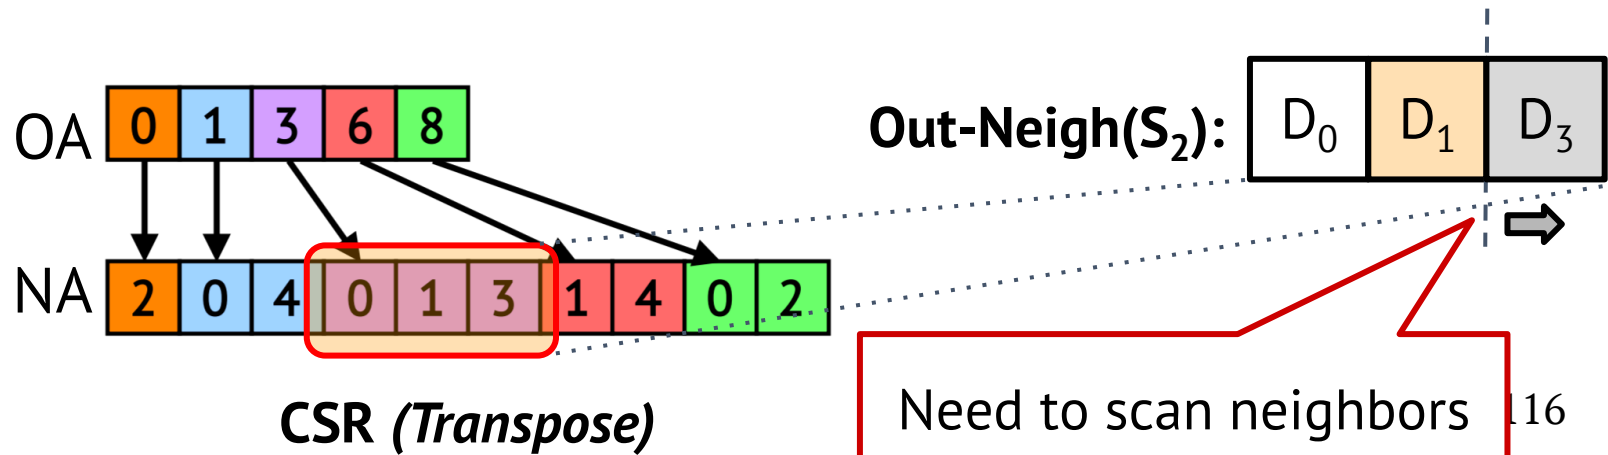 OA 0 1 3 6 8
Out-Neigh(S₂): D₀ D₁ D₃
NA 2 0 4 0 1 3 1 4 0 2
CSR (Transpose)
Need to scan neighbors
116